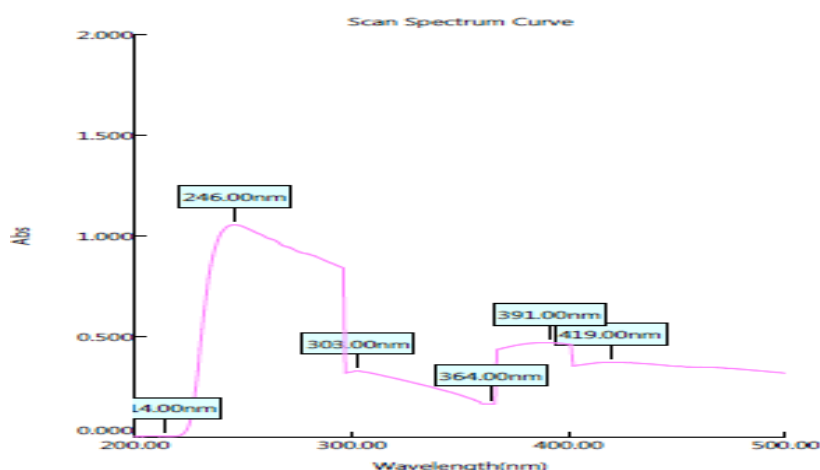 Scan Spectrum Curve
2.000
1.500
246.00nm
Abs
1.000
391.00nm
419.00nm
0.500
303.00nm
364.00nm
14.00nm
0.000
200.00 300.00 400.00 500.00
Wavelength(nm)